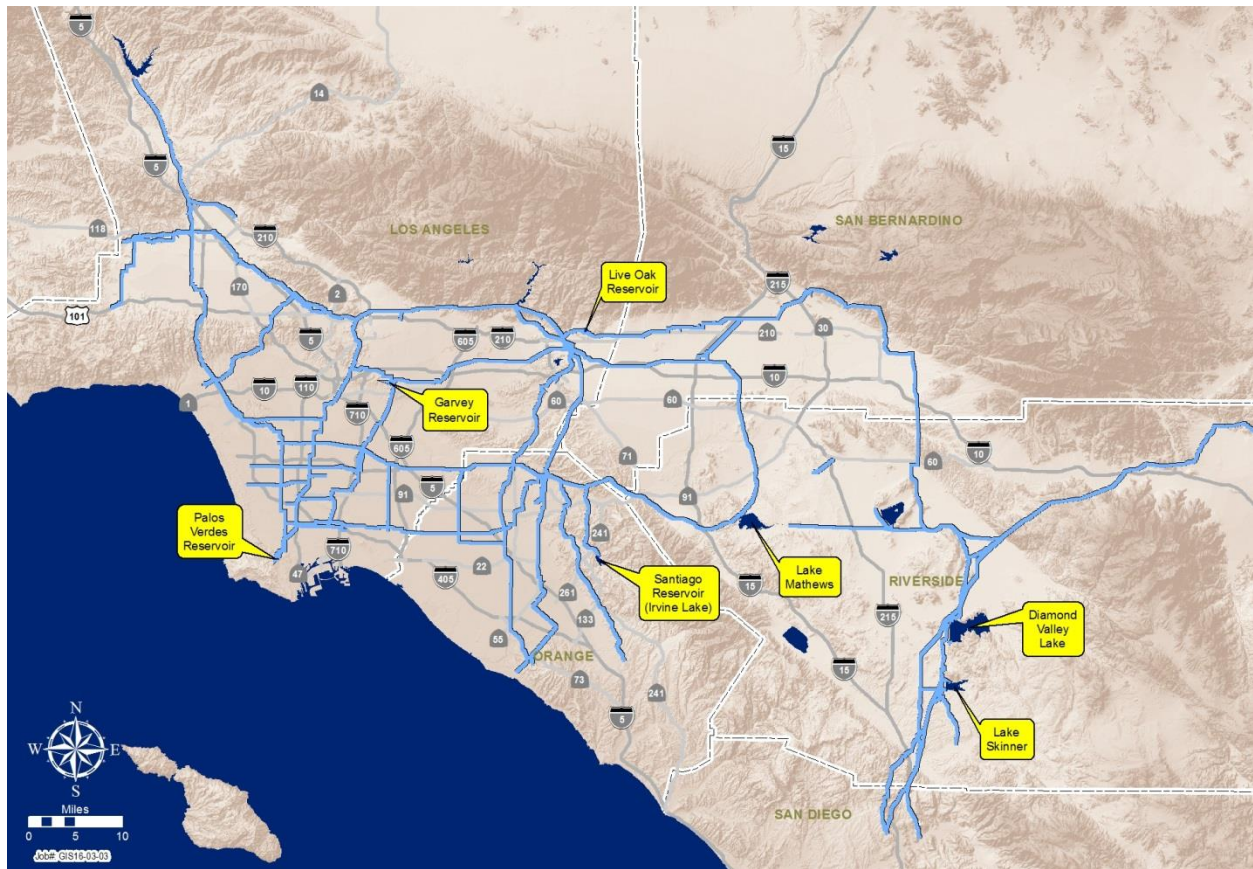 5
14
5
15
118
LOS ANGELES
SAN BERNARDINO
210
Live Oak
Reservoir
215
170
2
101
5
605
210
210
30
10
110
10
1
Garvey
Reservoir
60
60
710
605
71
60
10
5
91
91
Palos
Verdes
Reservoir
241
710
47
405
22
Santiago
Reservoir
(Irvine Lake)
Lake
Mathews
RIVERSIDE
261
15
133
215
Diamond
Valley
Lake
55
ORANGE
15
73
241
5
Lake
Skinner
N
W
E
S
Miles
0
5
10
SAN DIEGO
Job#: GIS16-03-03